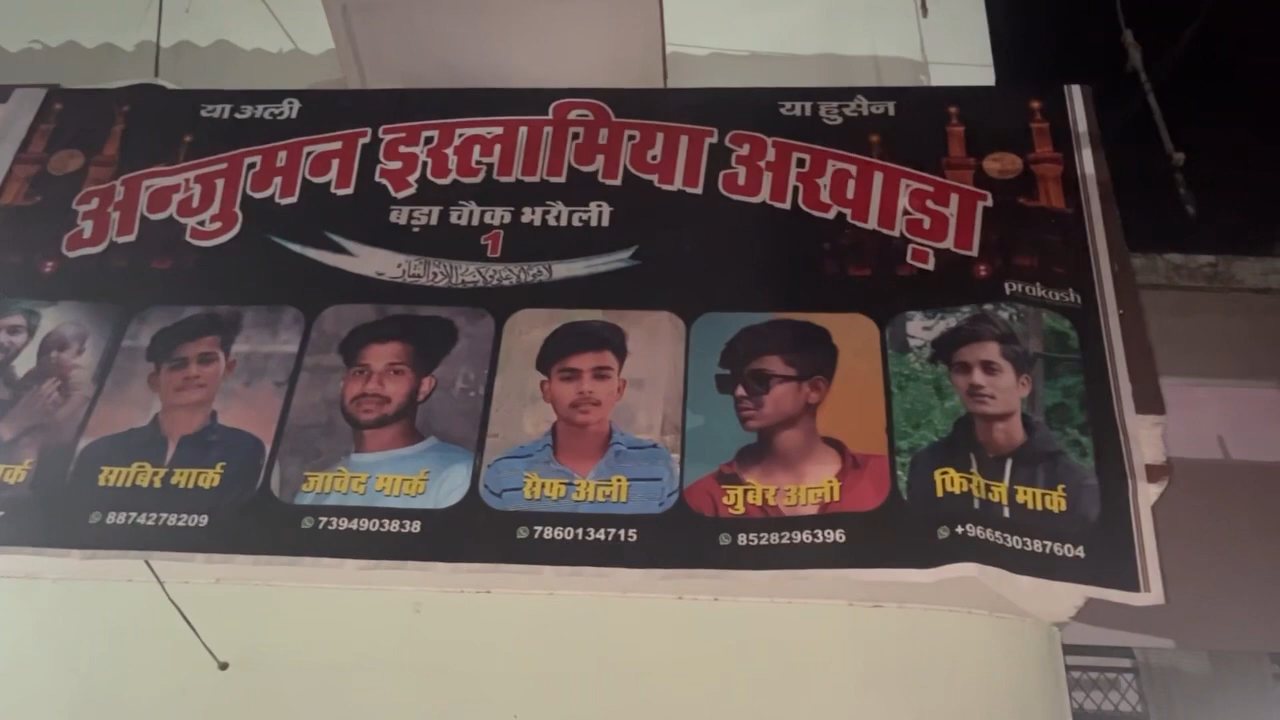 या अली
या हुसैन
अन्जुमन इस्लामिया अखाड़ा
बड़ा चौक भरौली
1
prakash
र्क
साबिर मार्क
जावेद मार्क
सैफ अली
जुबेर अली
फिरोज मार्क
8874278209
7394903838
7860134715
8528296396
+966530387604